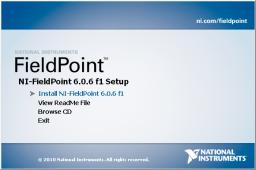 ni.com/fieldpoint
NATIONAL INSTRUMENTS
FieldPoint™
NI-FieldPoint 6.0.6 f1 Setup
Install NI-FieldPoint 6.0.6 f1
View ReadMe File
Browse CD
Exit
© 2010 National Instruments. All rights reserved.
NATIONAL
INSTRUMENTS